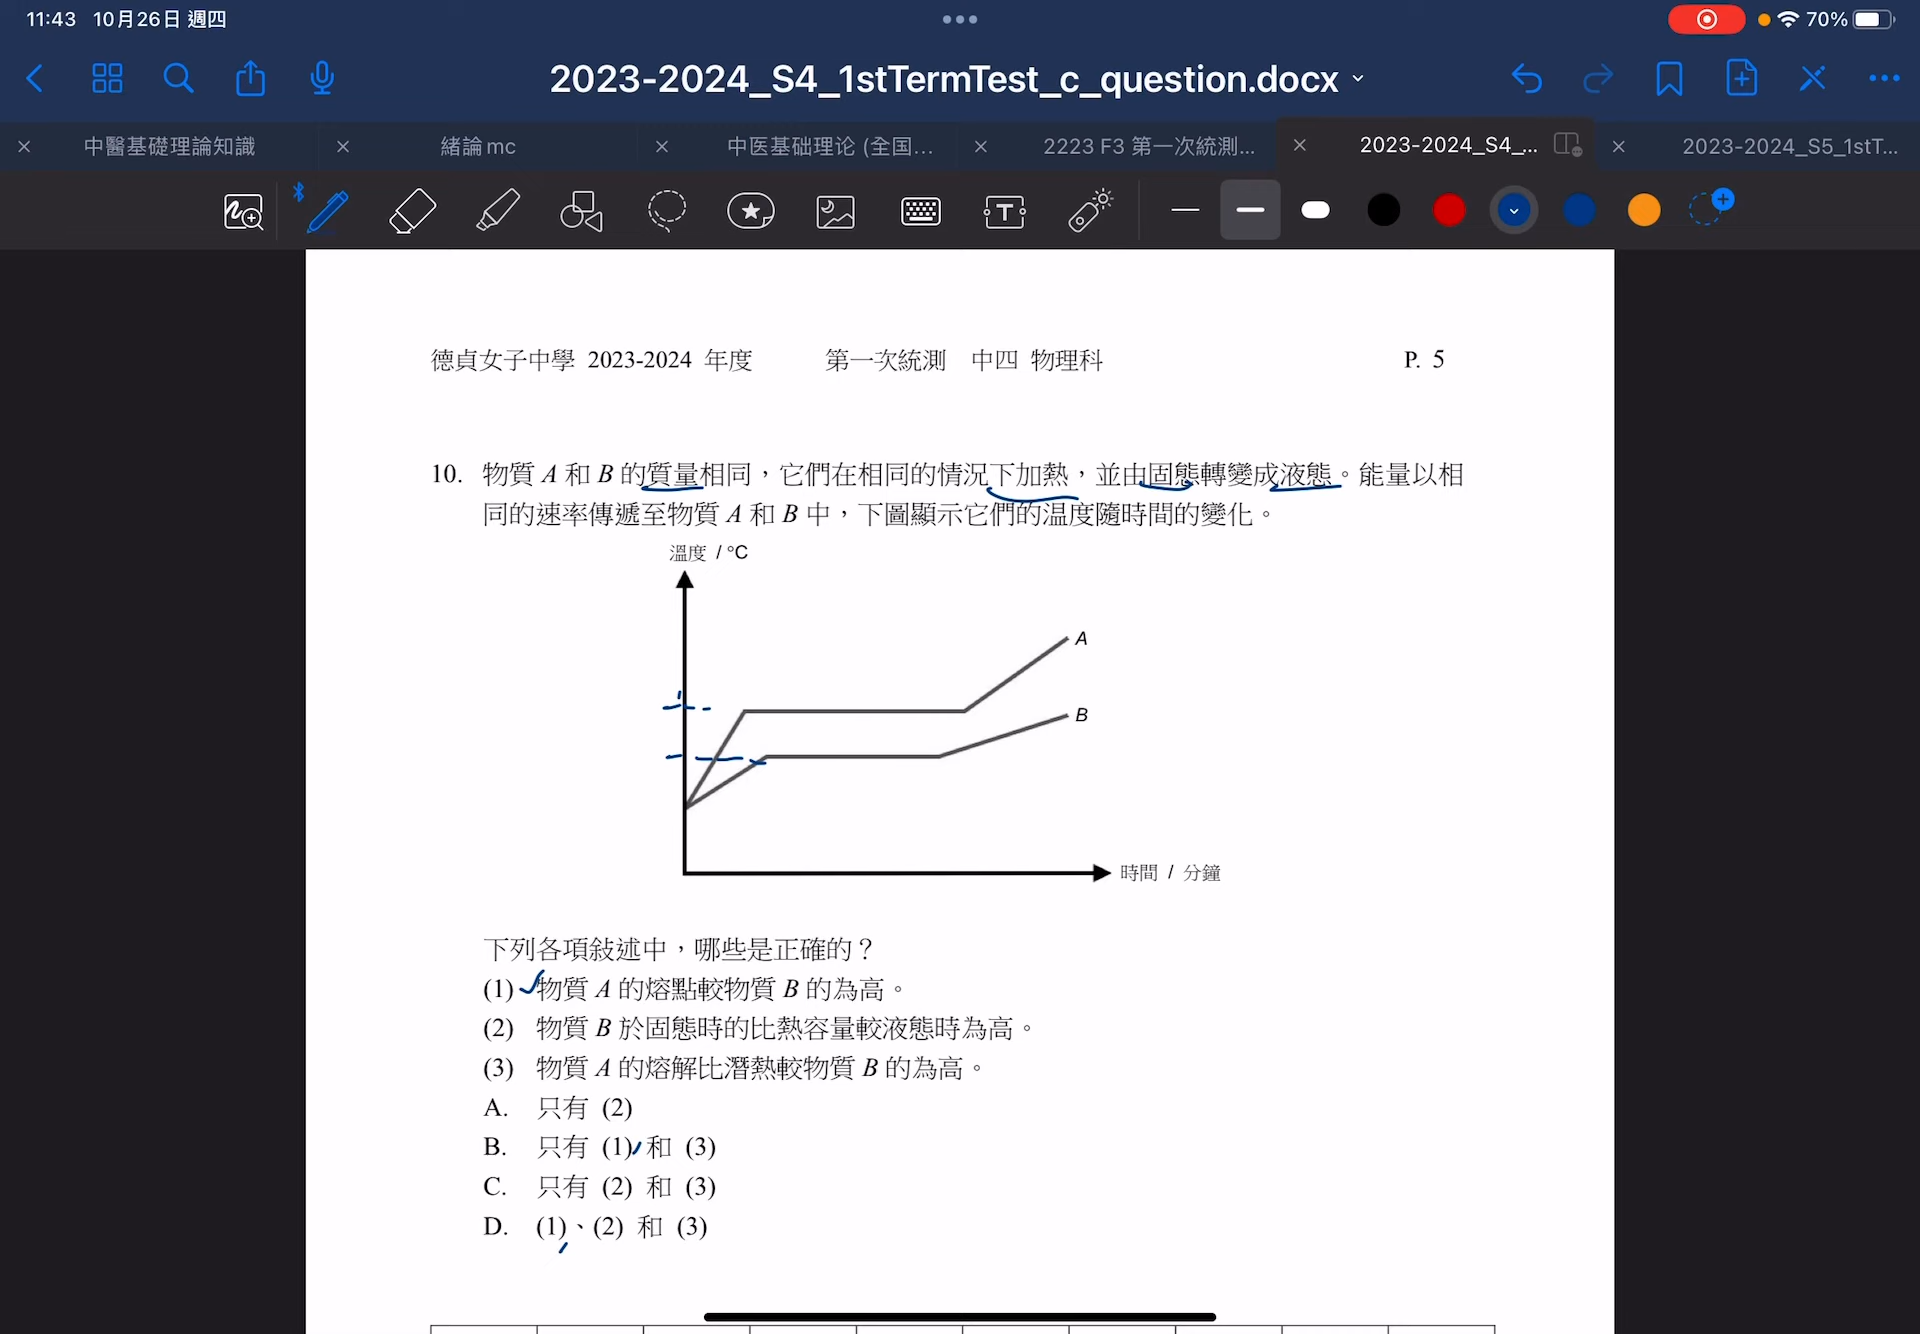 11:43 10月26日 週四
70%
2023-2024_S4_1stTermTest_c_question.docx
中醫基礎理論知識
緒論mc
中医基础理论 (全国...
2223 F3 第一次統測...
2023-2024_S4_...
2023-2024_S5_1stT...
德貞女子中學 2023-2024 年度 第一次統測 中四 物理科 P. 5
10. 物質 A 和 B 的質量相同，它們在相同的情況下加熱，並由固態轉變成液態。能量以相
同的速率傳遞至物質 A 和 B 中，下圖顯示它們的温度隨時間的變化。
溫度 / °C
A
B
時間 / 分鐘
下列各項敍述中，哪些是正確的？
(1) 物質 A 的熔點較物質 B 的為高。
(2) 物質 B 於固態時的比熱容量較液態時為高。
(3) 物質 A 的熔解比潛熱較物質 B 的為高。
A. 只有 (2)
B. 只有 (1) 和 (3)
C. 只有 (2) 和 (3)
D. (1)、(2) 和 (3)